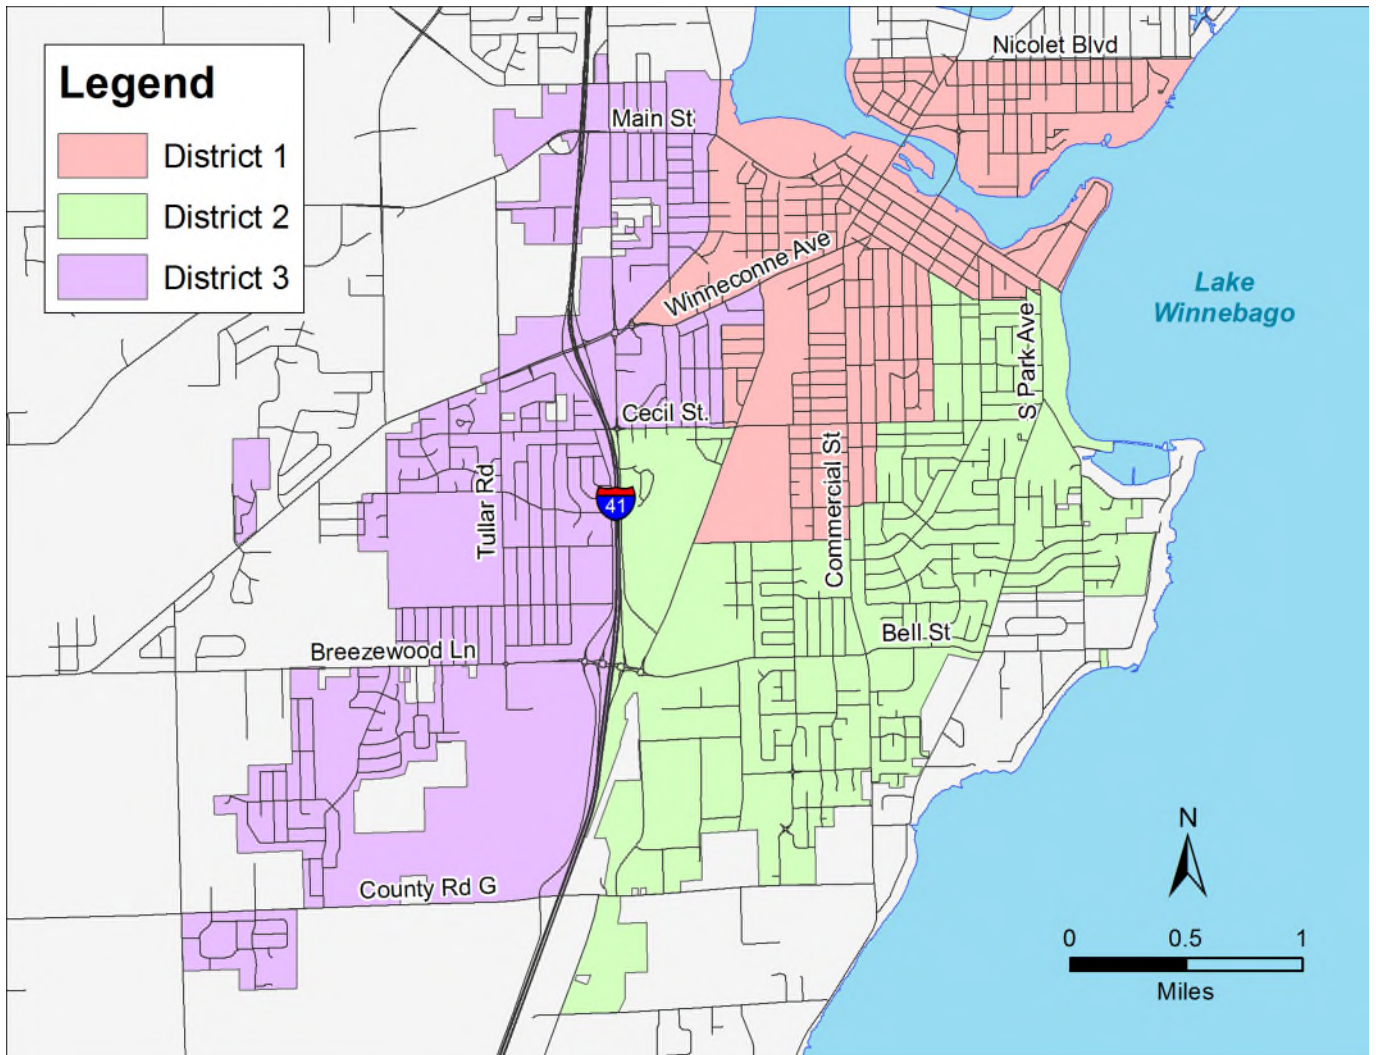 Legend
District 1
District 2
District 3
Nicolet Blvd
Main St
Winneconne Ave
Lake
Winnebago
S Park Ave
Cecil St.
Tullar Rd
41
Commercial St
Bell St
Breezewood Ln
County Rd G
N
0 0.5 1
Miles